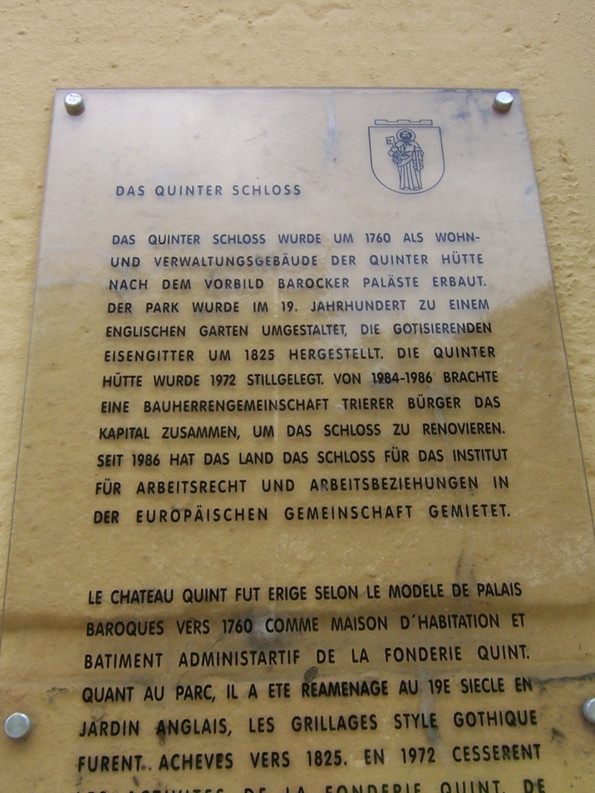 DAS QUINTER SCHLOSS
DAS QUINTER SCHLOSS WURDE UM 1760 ALS WOHN-
UND VERWALTUNGSGEBÄUDE DER QUINTER HÜTTE
NACH DEM VORBILD BAROCKER PALÄSTE ERBAUT.
DER PARK WURDE IM 19. JAHRHUNDERT ZU EINEM
ENGLISCHEN GARTEN UMGESTALTET, DIE GOTISIERENDEN
EISENGITTER UM 1825 HERGESTELLT. DIE QUINTER
HÜTTE WURDE 1972 STILLGELEGT. VON 1984-1986 BRACHTE
EINE BAUHERRENGEMEINSCHAFT TRIERER BÜRGER DAS
KAPITAL ZUSAMMEN, UM DAS SCHLOSS ZU RENOVIEREN.
SEIT 1986 HAT DAS LAND DAS SCHLOSS FÜR DAS INSTITUT
FÜR ARBEITSRECHT UND ARBEITSBEZIEHUNGEN IN
DER EUROPÄISCHEN GEMEINSCHAFT GEMIETET.
LE CHATEAU QUINT FUT ERIGE SELON LE MODELE DE PALAIS
BAROQUES VERS 1760 COMME MAISON D´HABITATION ET
BATIMENT ADMINISTARTIF DE LA FONDERIE QUINT.
QUANT AU PARC, IL A ETE REAMENAGE AU 19E SIECLE EN
JARDIN ANGLAIS, LES GRILLAGES STYLE GOTHIQUE
FURENT ACHEVES VERS 1825. EN 1972 CESSERENT
LES ACTIVITES DE LA FONDERIE QUINT. DE